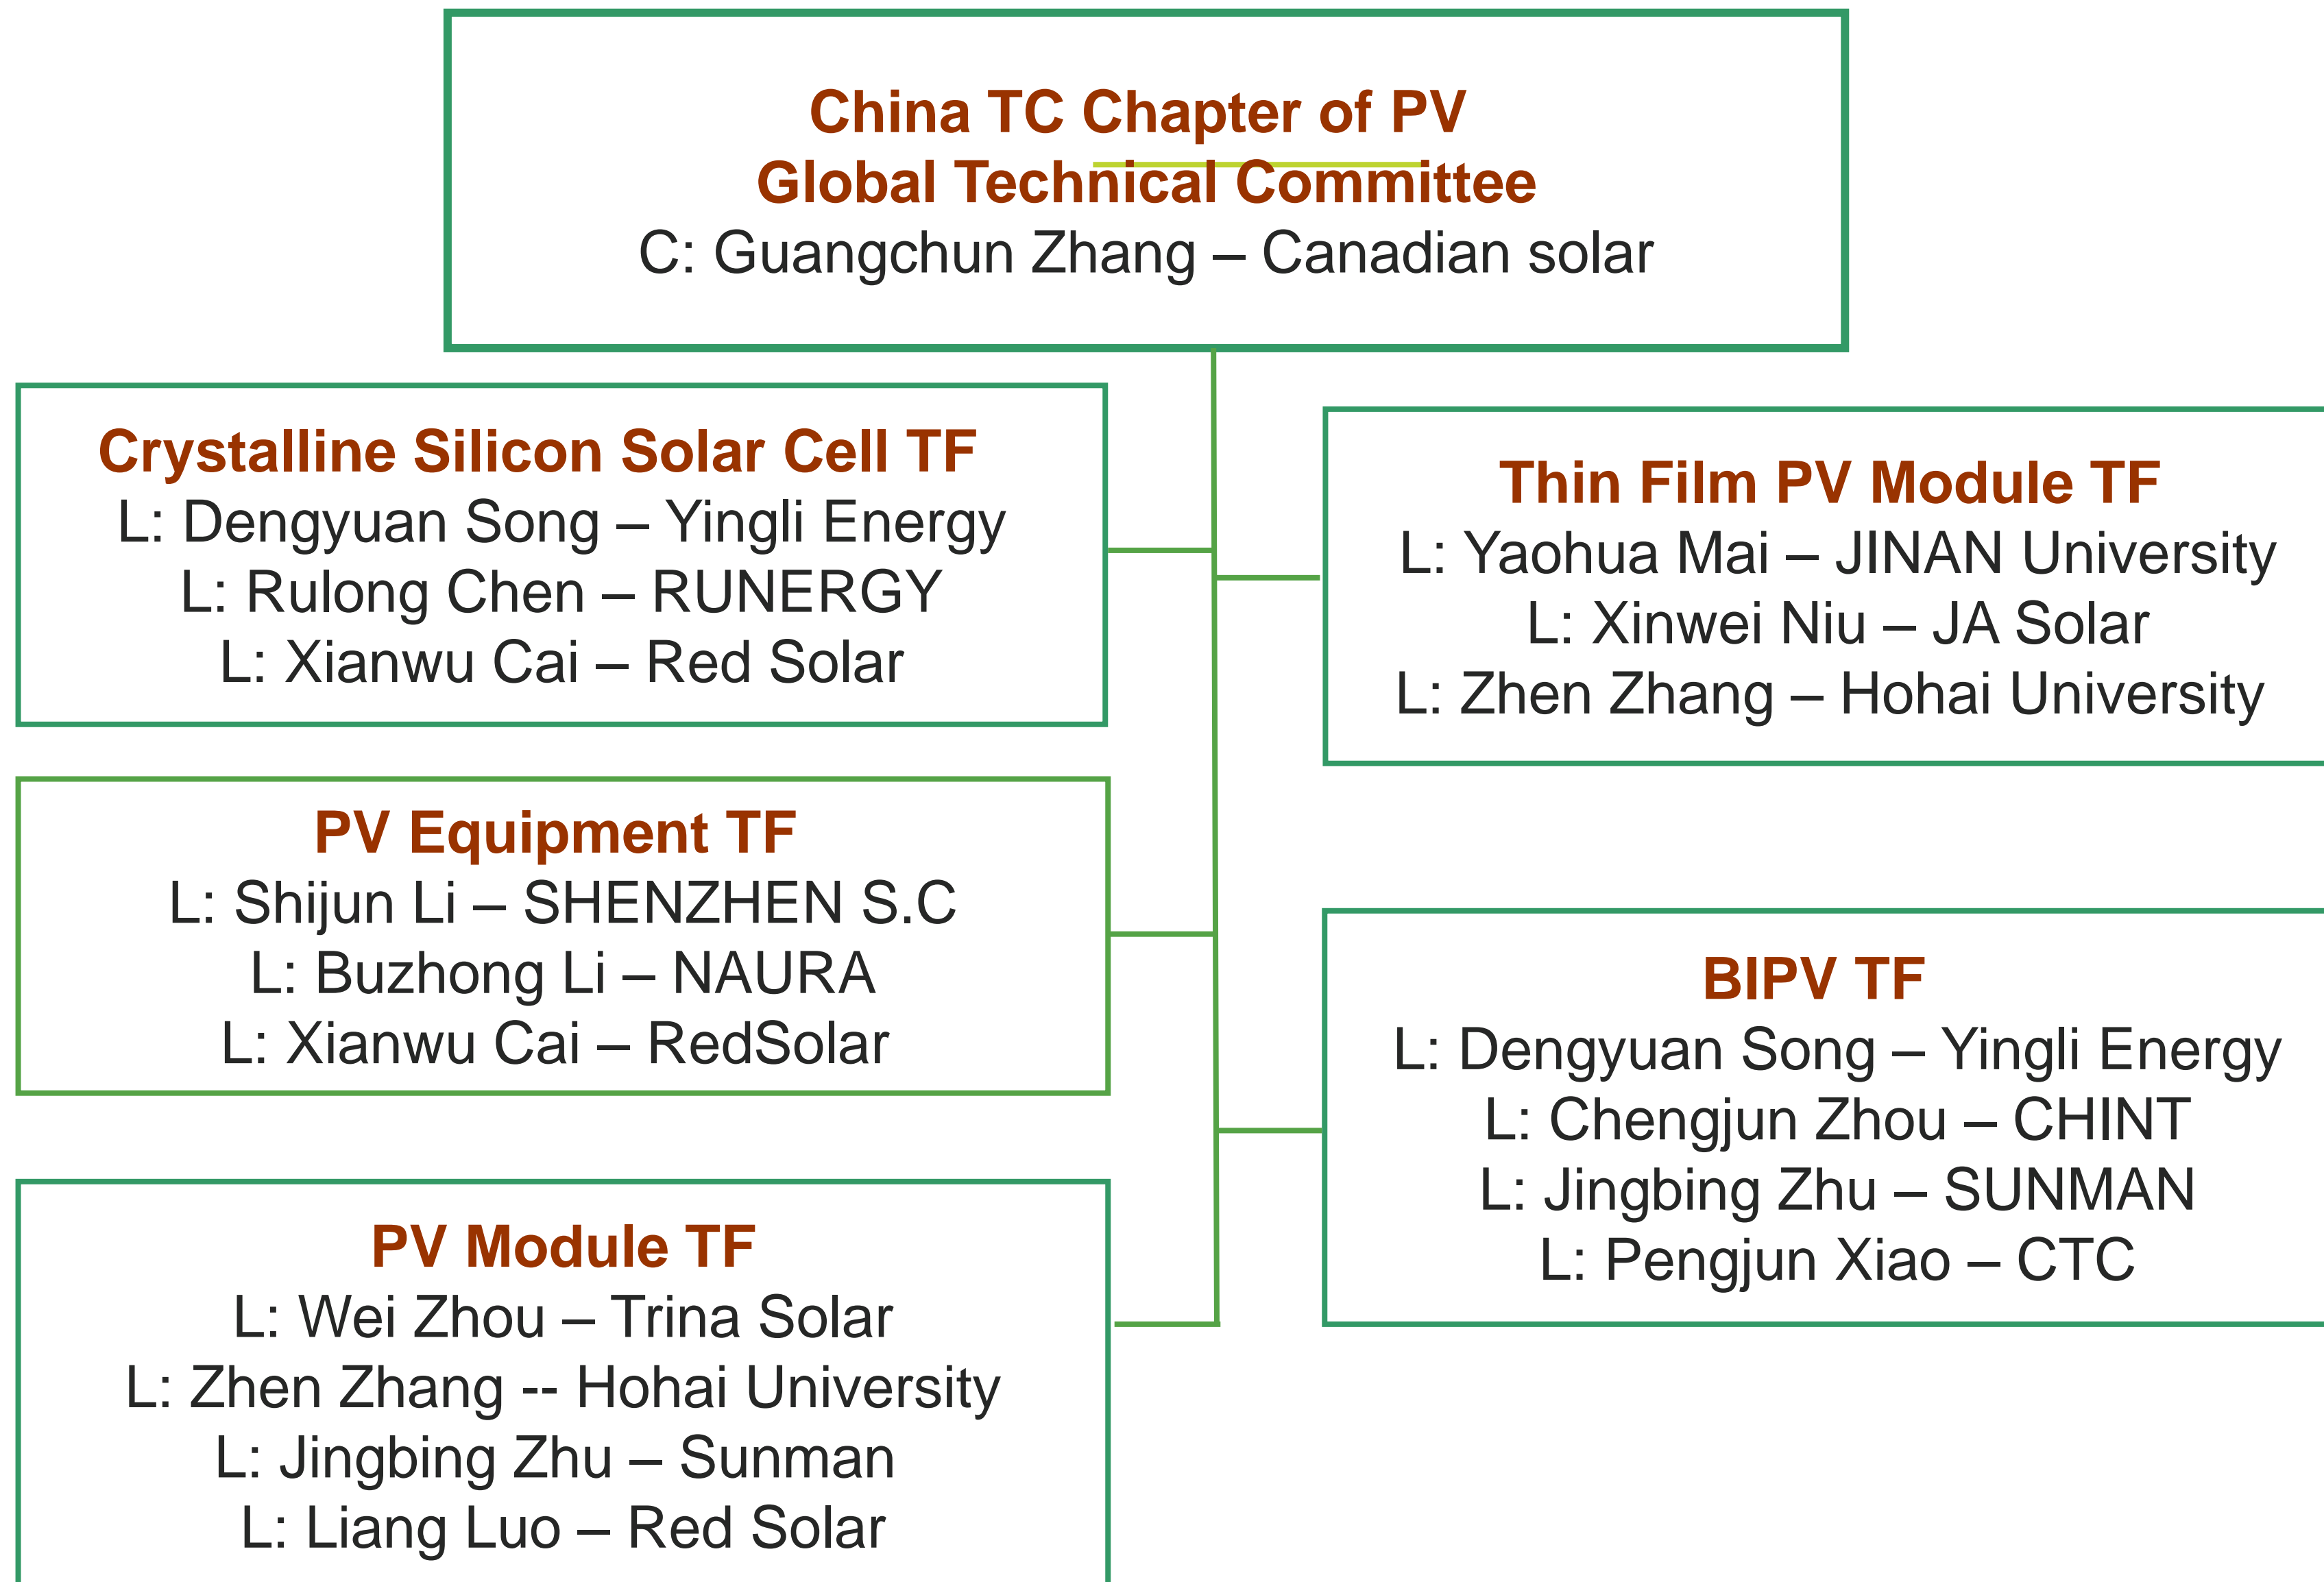 China TC Chapter of PV
Global Technical Committee
C: Guangchun Zhang – Canadian solar
Crystalline Silicon Solar Cell TF
L: Dengyuan Song – Yingli Energy
L: Rulong Chen – RUNERGY
L: Xianwu Cai – Red Solar
Thin Film PV Module TF
L: Yaohua Mai – JINAN University
L: Xinwei Niu – JA Solar
L: Zhen Zhang – Hohai University
PV Equipment TF
L: Shijun Li – SHENZHEN S.C
L: Buzhong Li – NAURA
L: Xianwu Cai – RedSolar
BIPV TF
L: Dengyuan Song – Yingli Energy
L: Chengjun Zhou – CHINT
L: Jingbing Zhu – SUNMAN
L: Pengjun Xiao – CTC
PV Module TF
L: Wei Zhou – Trina Solar
L: Zhen Zhang -- Hohai University
L: Jingbing Zhu – Sunman
L: Liang Luo – Red Solar